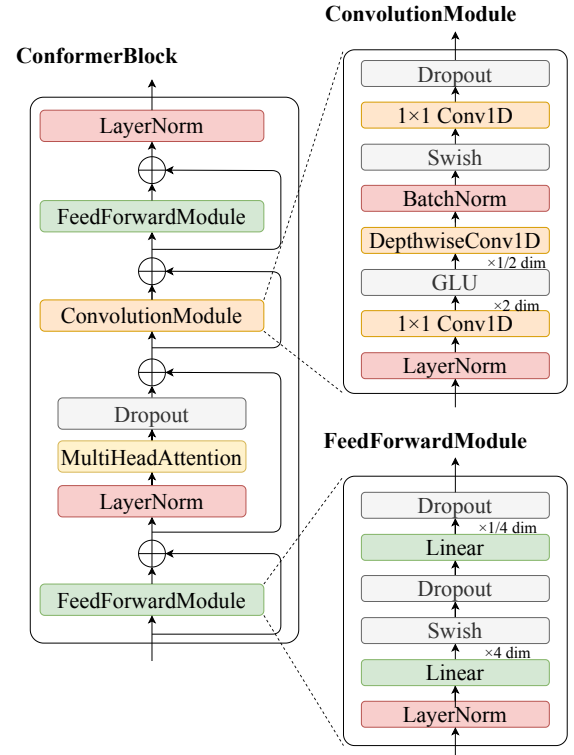 ConformerBlock
LayerNorm
FeedForwardModule
ConvolutionModule
Dropout
MultiHeadAttention
LayerNorm
FeedForwardModule
ConvolutionModule
Dropout
1×1 Conv1D
Swish
BatchNorm
DepthwiseConv1D
×1/2 dim
GLU
×2 dim
1×1 Conv1D
LayerNorm
FeedForwardModule
Dropout
×1/4 dim
Linear
Dropout
Swish
×4 dim
Linear
LayerNorm